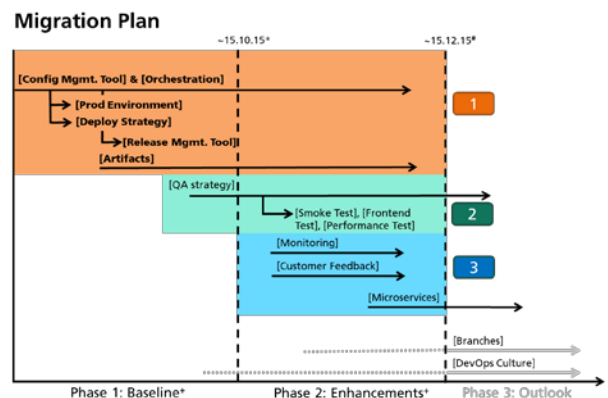 Migration Plan
~15.10.15*
~15.12.15#
[Config Mgmt. Tool] & [Orchestration]
1
[Prod Environment]
[Deploy Strategy]
[Release Mgmt. Tool]
[Artifacts]
[QA strategy]
2
[Smoke Test], [Frontend
Test], [Performance Test]
[Monitoring]
[Customer Feedback]
3
[Microservices]
[Branches]
[DevOps Culture]
Phase 1: Baseline+
Phase 2: Enhancements+
Phase 3: Outlook